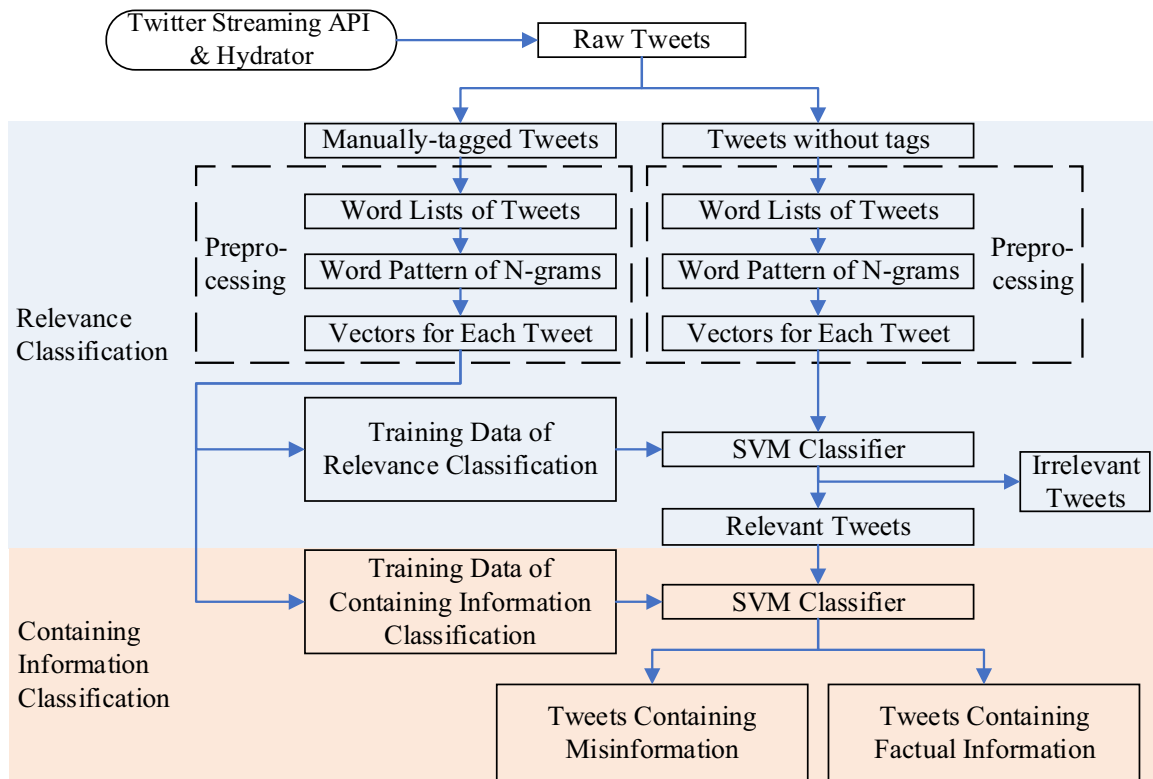 Twitter Streaming API
& Hydrator
Raw Tweets
Manually-tagged Tweets
Tweets without tags
Word Lists of Tweets
Word Lists of Tweets
Prepro-
cessing
Word Pattern of N-grams
Word Pattern of N-grams
Prepro-
cessing
Vectors for Each Tweet
Vectors for Each Tweet
Relevance
Classification
Training Data of
Relevance Classification
SVM Classifier
Irrelevant
Tweets
Relevant Tweets
Training Data of
Containing Information
Classification
SVM Classifier
Containing
Information
Classification
Tweets Containing
Misinformation
Tweets Containing
Factual Information